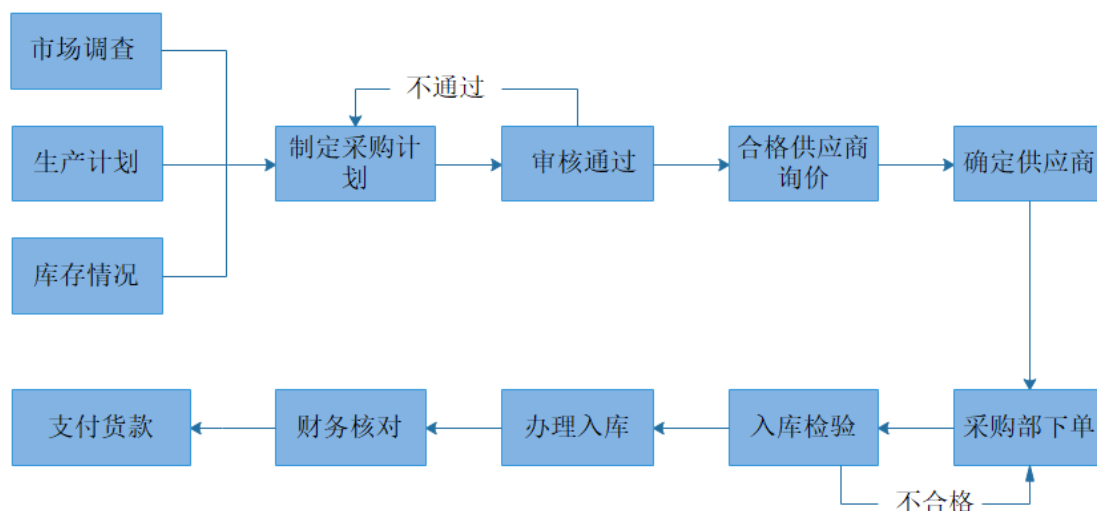 市场调查
不通过
生产计划
制定采购计
划
审核通过
合格供应商
询价
确定供应商
库存情况
支付货款
财务核对
办理入库
入库检验
采购部下单
不合格